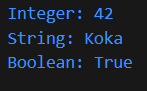 Integer: 42
String: Koka
Boolean: True